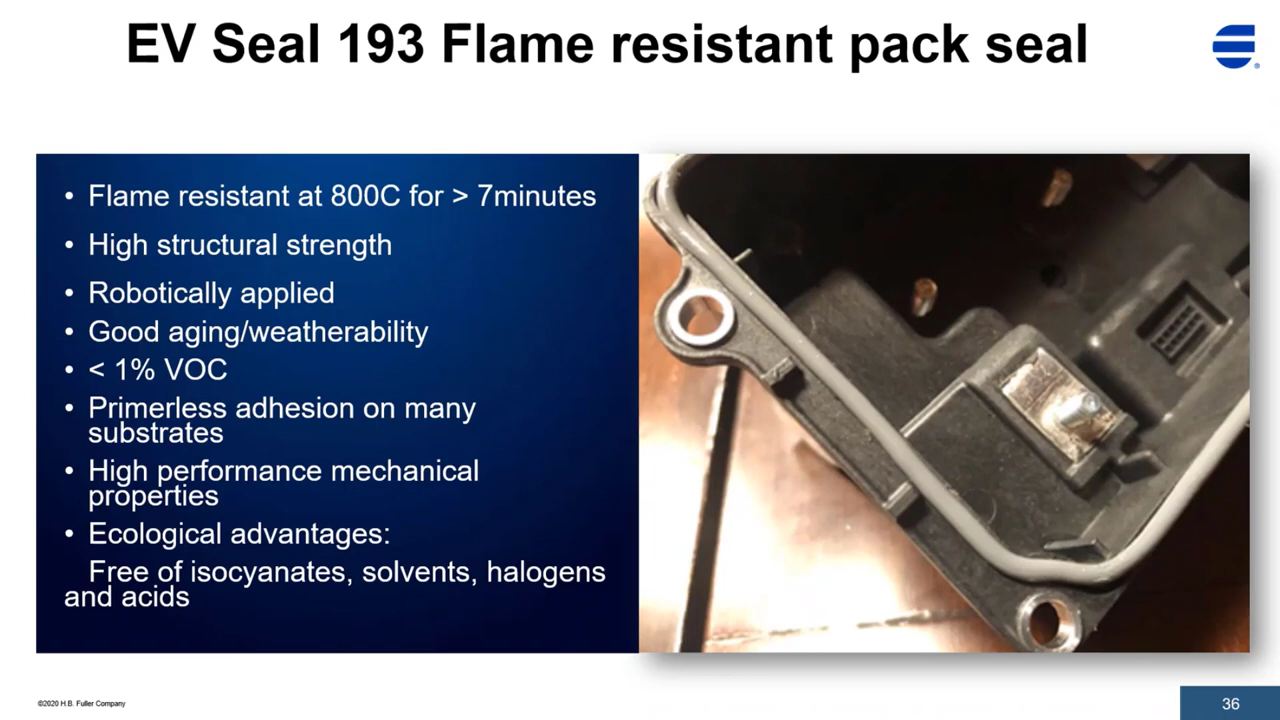 EV Seal 193 Flame resistant pack seal
®
• Flame resistant at 800C for > 7minutes
• High structural strength
• Robotically applied
• Good aging/weatherability
• < 1% VOC
• Primerless adhesion on many
substrates
• High performance mechanical
properties
• Ecological advantages:
Free of isocyanates, solvents, halogens
and acids
©2020 H.B. Fuller Company
36